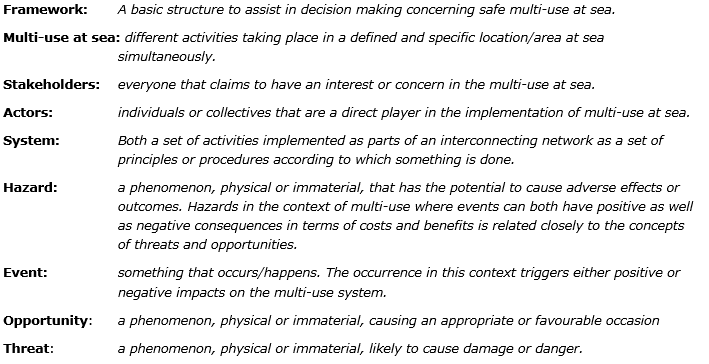 Framework: A basic structure to assist in decision making concerning safe multi-use at sea.
Multi-use at sea: different activities taking place in a defined and specific location/area at sea
simultaneously.
Stakeholders: everyone that claims to have an interest or concern in the multi-use at sea.
Actors: individuals or collectives that are a direct player in the implementation of multi-use at sea.
System: Both a set of activities implemented as parts of an interconnecting network as a set of
principles or procedures according to which something is done.
Hazard: a phenomenon, physical or immaterial, that has the potential to cause adverse effects or
outcomes. Hazards in the context of multi-use where events can both have positive as well
as negative consequences in terms of costs and benefits is related closely to the concepts
of threats and opportunities.
Event: something that occurs/happens. The occurrence in this context triggers either positive or
negative impacts on the multi-use system.
Opportunity: a phenomenon, physical or immaterial, causing an appropriate or favourable occasion
Threat: a phenomenon, physical or immaterial, likely to cause damage or danger.